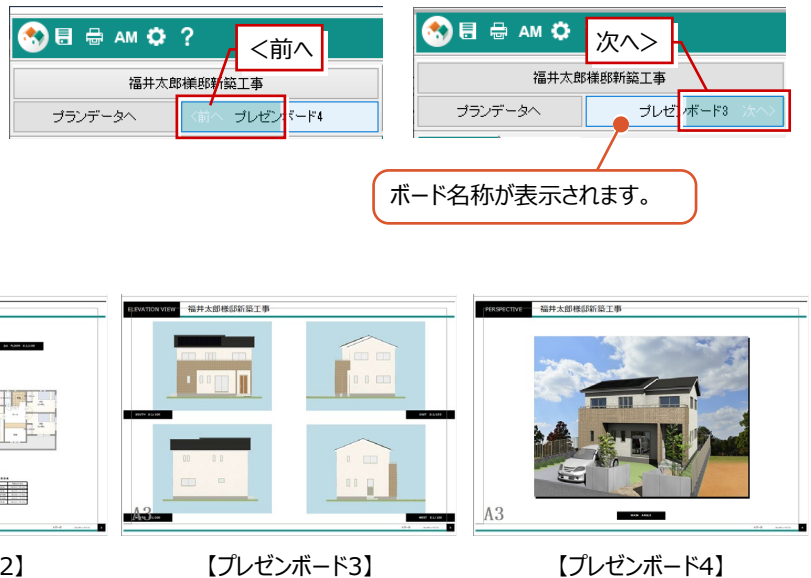 AM ?
<前へ
福井太郎様邸新築工事
プランデータへ
<前へ プレゼンボード4
AM
次へ>
福井太郎様邸新築工事
プランデータへ
プレゼンボード3 次へ>
ボード名称が表示されます。
ELEVATION VIEW 福井太郎様邸新築工事
A3
PERSPECTIVE 福井太郎様邸新築工事
A3
2】
【プレゼンボード3】
【プレゼンボード4】